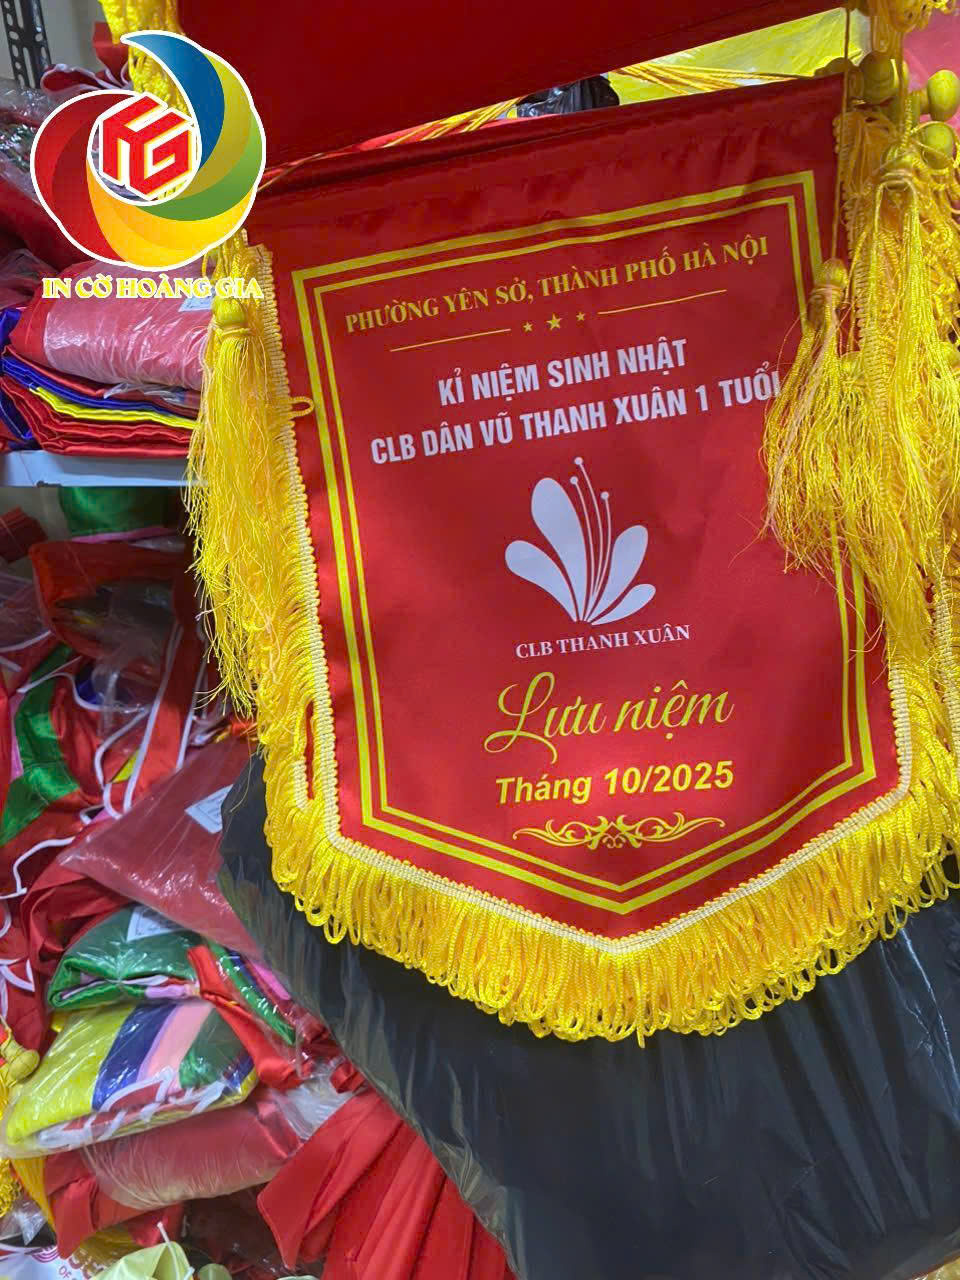 HG
IN CỜ HOÀNG GIA
PHƯỜNG YÊN SỞ, THÀNH PHỐ HÀ NỘI
KỈ NIỆM SINH NHẬT
CLB DÂN VŨ THANH XUÂN 1 TUỔI
CLB THANH XUÂN
Lưu niệm
Tháng 10/2025